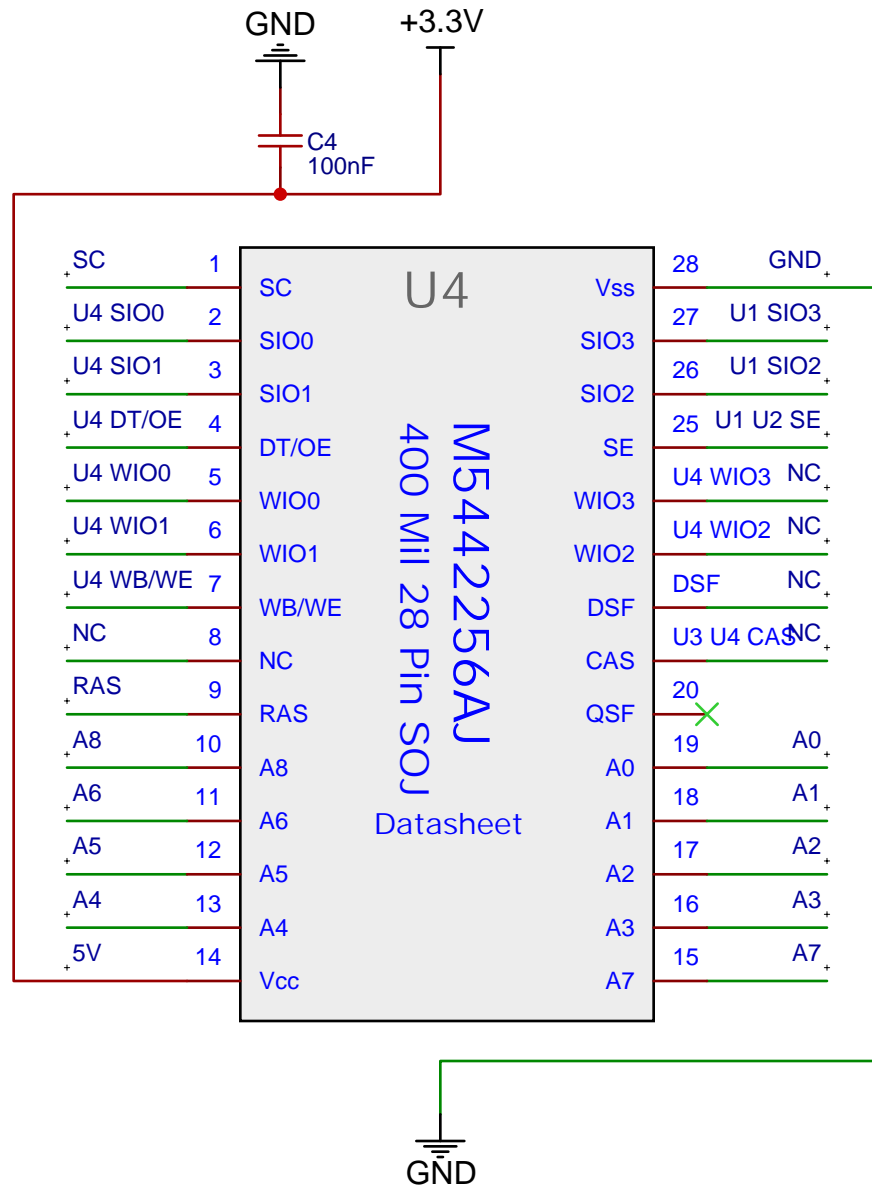 GND
+3.3V
C4
100nF
SC 1 SC
U4 SIO0 2 SIO0
U4 SIO1 3 SIO1
U4 DT/OE 4 DT/OE
U4 WIO0 5 WIO0
U4 WIO1 6 WIO1
U4 WB/WE 7 WB/WE
NC 8 NC
RAS 9 RAS
A8 10 A8
A6 11 A6
A5 12 A5
A4 13 A4
5V 14 Vcc
U4
M5442256AJ
400 Mil 28 Pin SOJ
Datasheet
Vss 28 GND
SIO3 27 U1 SIO3
SIO2 26 U1 SIO2
SE 25 U1 U2 SE
WIO3 U4 WIO3 NC
WIO2 U4 WIO2 NC
DSF DSF NC
CAS U3 U4 CAS NC
QSF 20
A0 19 A0
A1 18 A1
A2 17 A2
A3 16 A3
A7 15 A7
GND